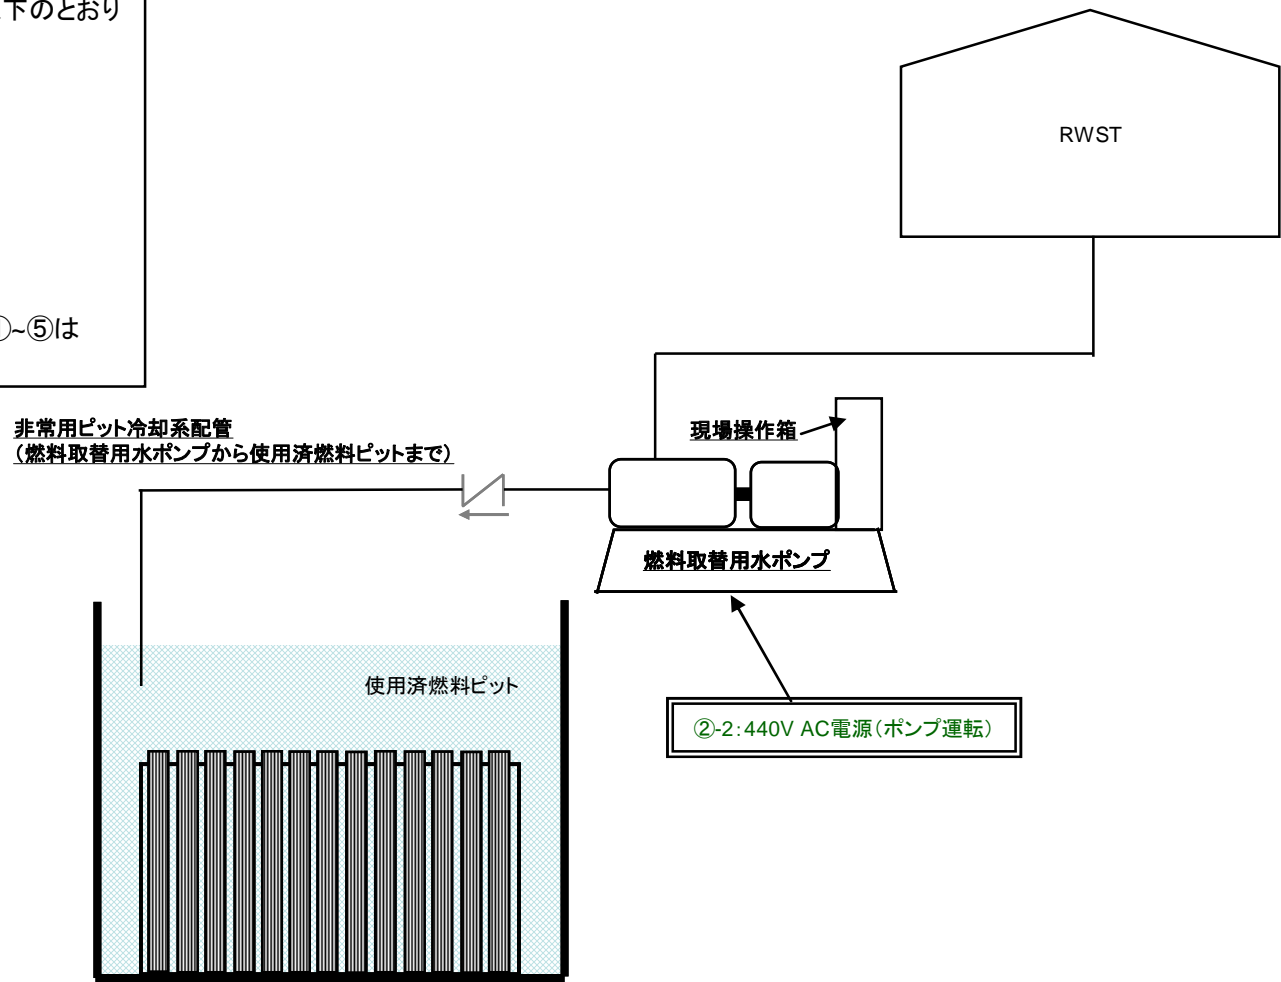 下のとおり
~⑤は
RWST
非常用ピット冷却系配管
（燃料取替用水ポンプから使用済燃料ピットまで）
現場操作箱
燃料取替用水ポンプ
使用済燃料ピット
②-2：440V AC電源（ポンプ運転）